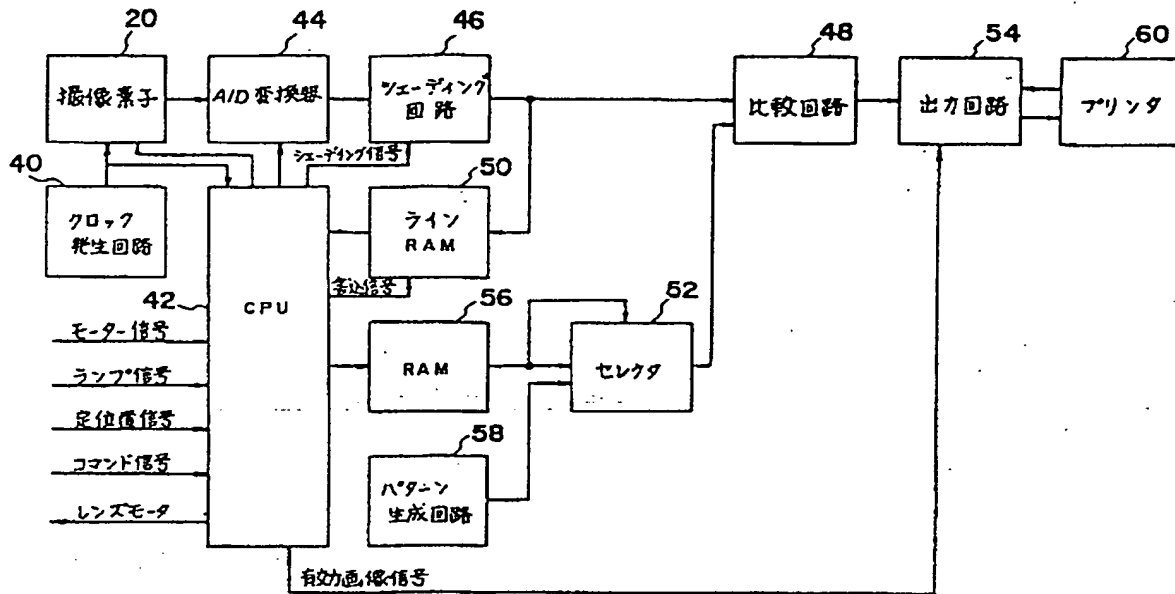 20
44
46
48
54
60
撮像素子
A/D変換器
シェーディング
回路
比較回路
出力回路
プリンタ
シェーディング信号
40
50
クロック
発生回路
ライン
RAM
書込信号
42
CPU
56
52
モーター信号
RAM
セレクタ
ランプ信号
定位置信号
58
コマンド信号
パターン
生成回路
レンズモータ
有効画像信号